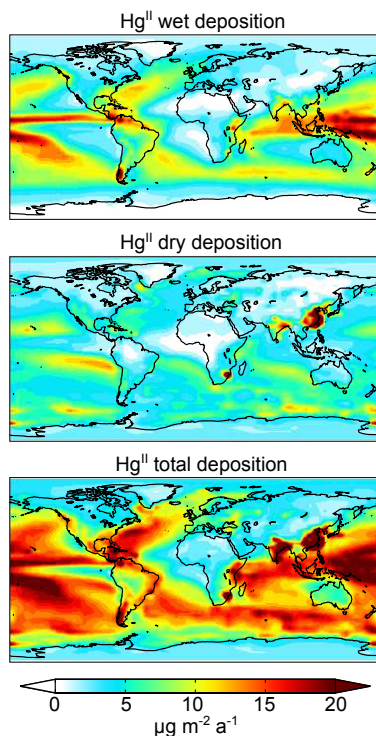 Hg^II wet deposition
Hg^II dry deposition
Hg^II total deposition
0 5 10 15 20
µg m⁻² a⁻¹